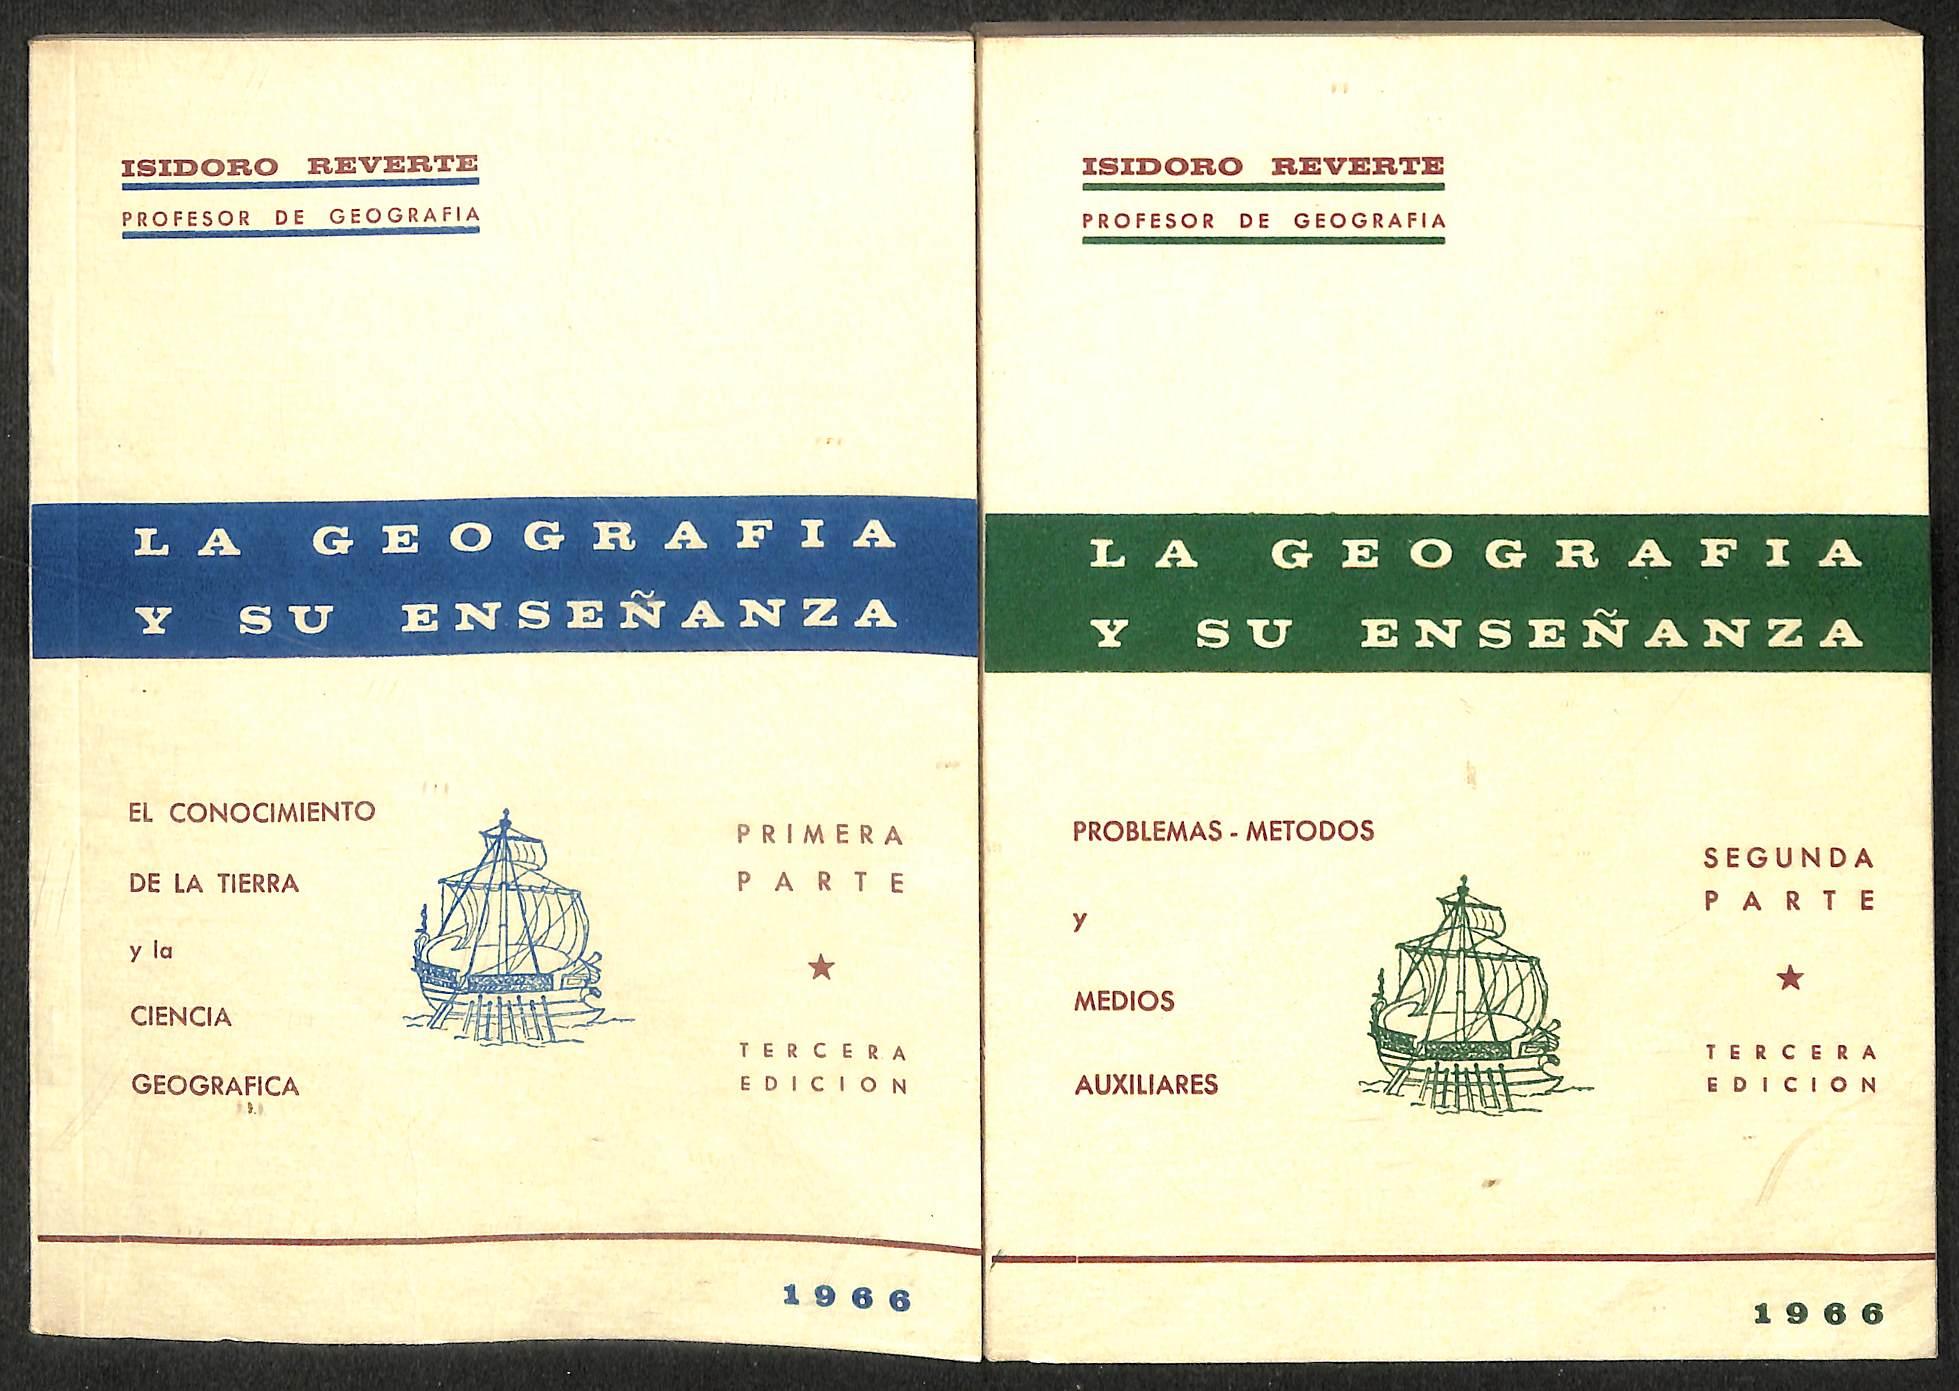 ISIDORO REVERTE
PROFESOR DE GEOGRAFIA
LA GEOGRAFIA
Y SU ENSEÑANZA
EL CONOCIMIENTO
DE LA TIERRA
y la
CIENCIA
GEOGRAFICA
PRIMERA
PARTE
TERCERA
EDICION
1966
ISIDORO REVERTE
PROFESOR DE GEOGRAFIA
LA GEOGRAFIA
Y SU ENSEÑANZA
PROBLEMAS - METODOS
y
MEDIOS
AUXILIARES
SEGUNDA
PARTE
TERCERA
EDICION
1966